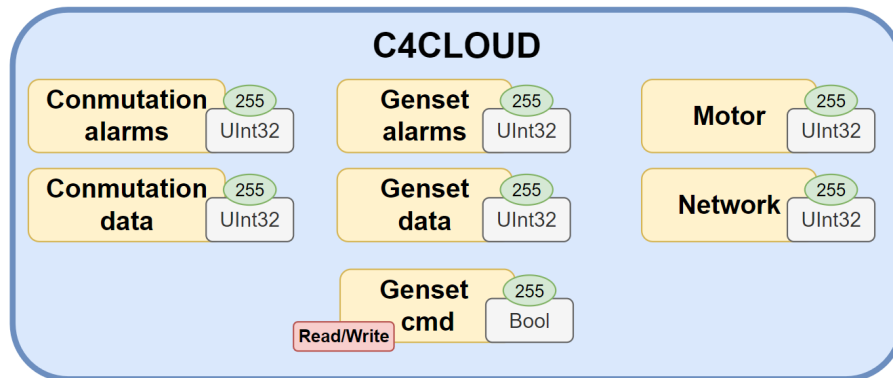 C4CLOUD
Conmutation
alarms
255
UInt32
Genset
alarms
255
UInt32
Motor
255
UInt32
Conmutation
data
255
UInt32
Genset
data
255
UInt32
Network
255
UInt32
Genset
cmd
255
Bool
Read/Write